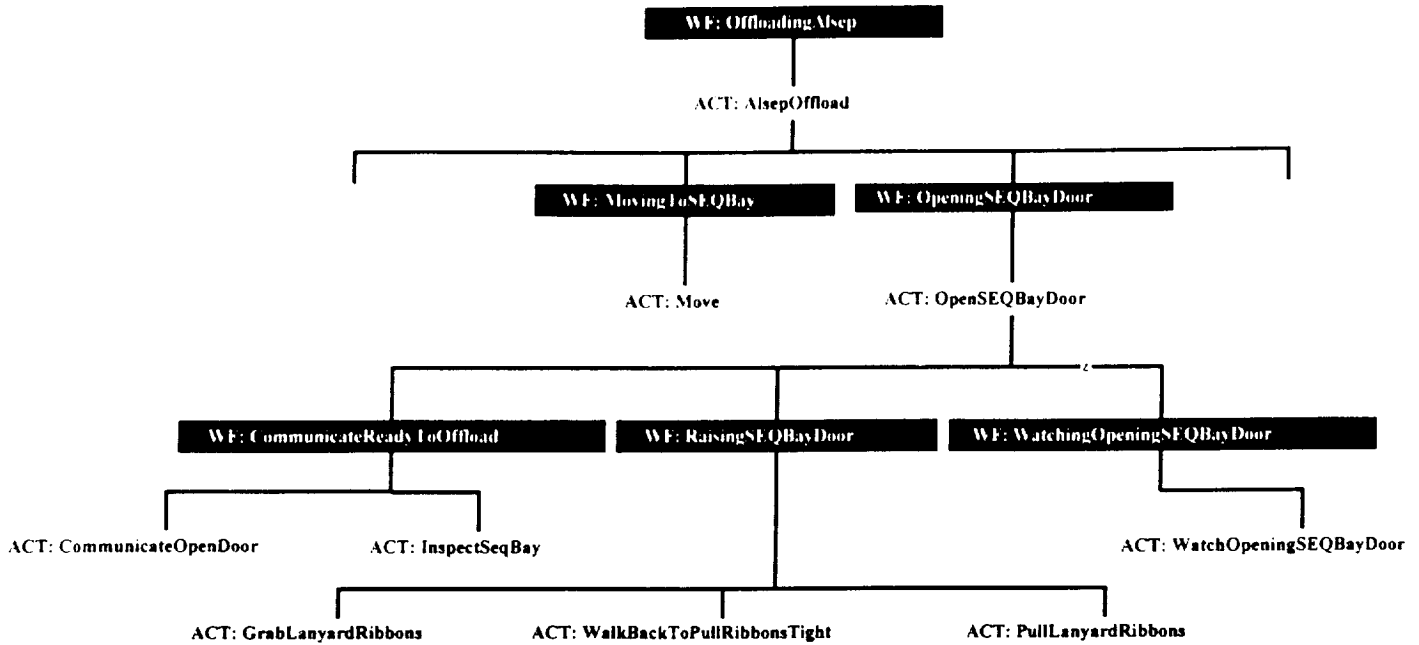 WF: OffloadingAlsep
ACT: AlsepOffload
WF: MovingToSEQBay
WF: OpeningSEQBayDoor
ACT: Move
ACT: OpenSEQBayDoor
WF: CommunicateReadyToOffload
WF: RaisingSEQBayDoor
WF: WatchingOpeningSEQBayDoor
ACT: CommunicateOpenDoor
ACT: InspectSeqBay
ACT: WatchOpeningSEQBayDoor
ACT: GrabLanyardRibbons
ACT: WalkBackToPullRibbonsTight
ACT: PullLanyardRibbons